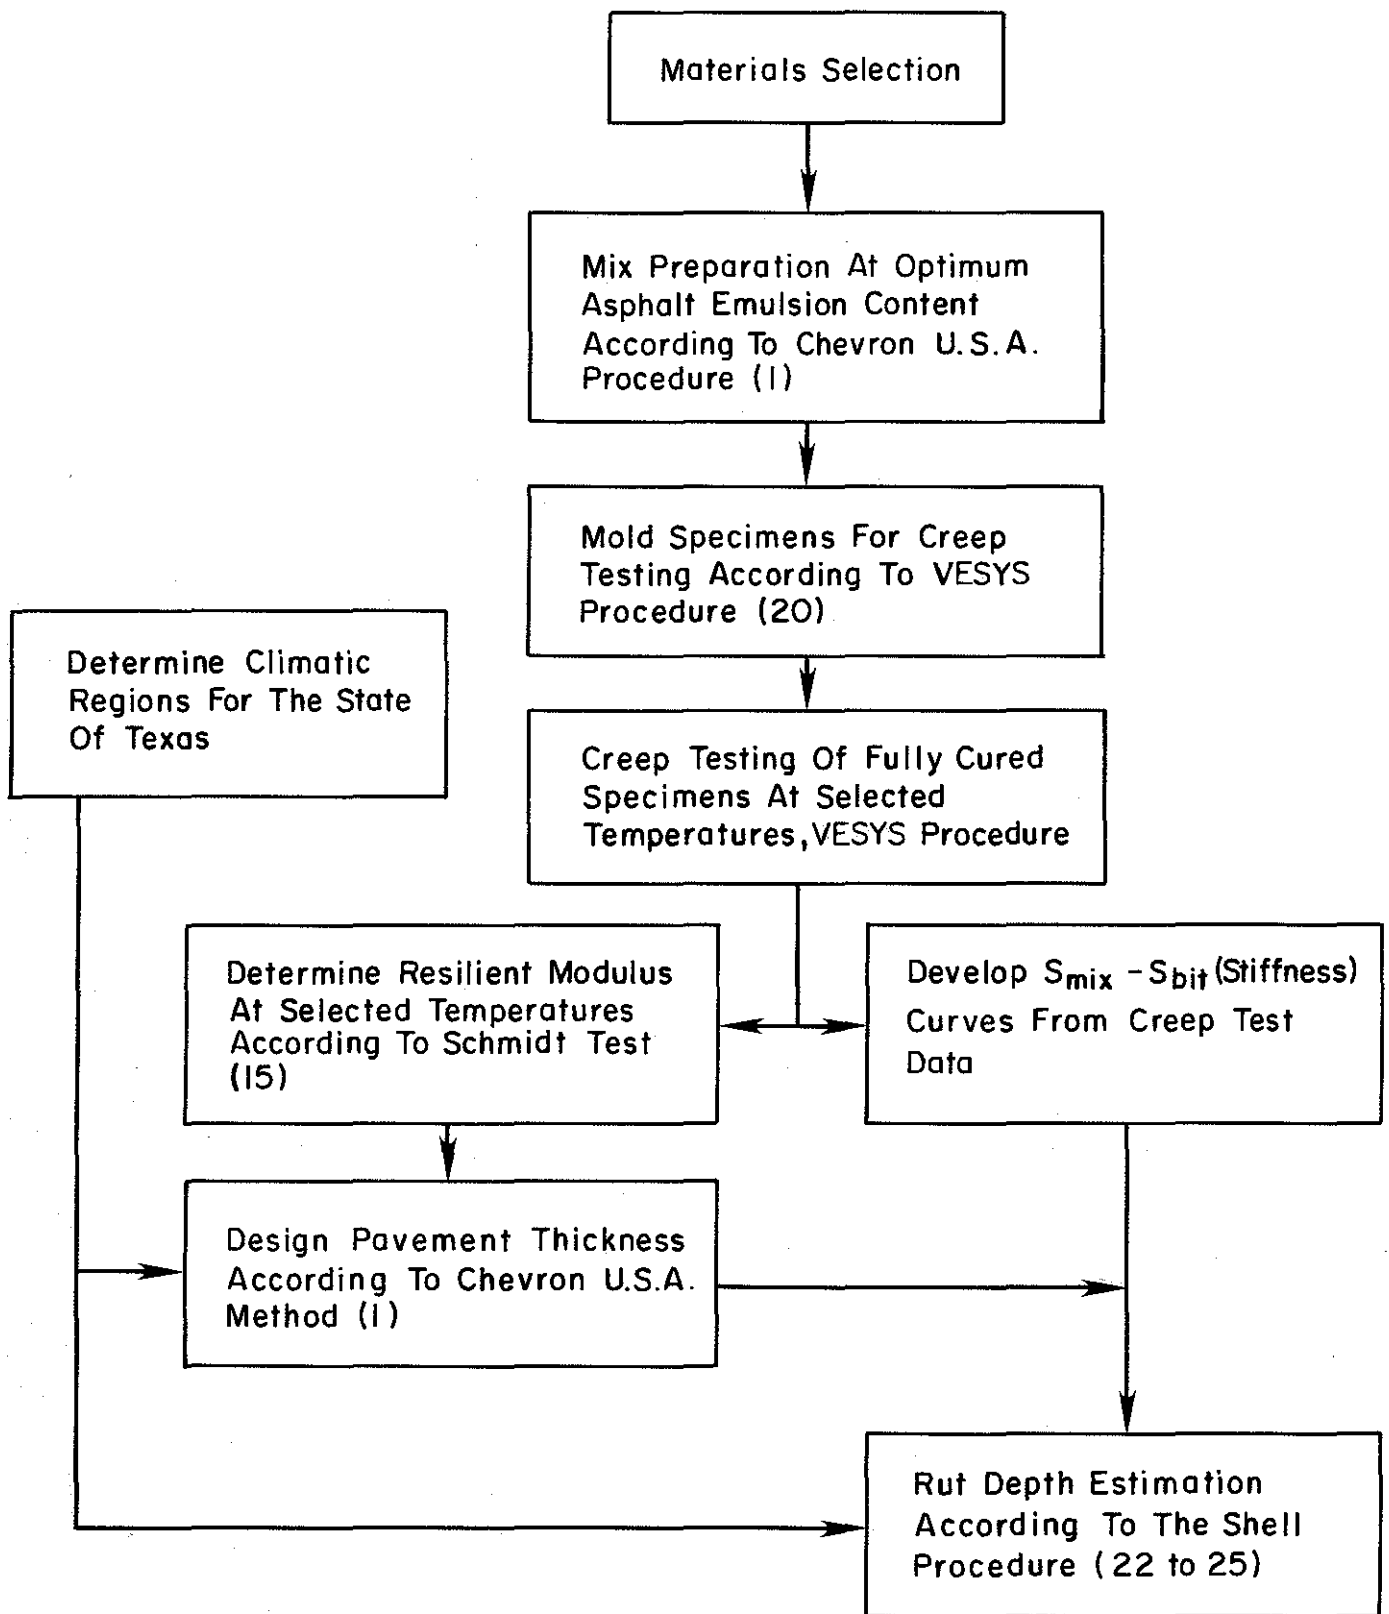 Materials Selection
Mix Preparation At Optimum
Asphalt Emulsion Content
According To Chevron U.S.A.
Procedure (1)
Mold Specimens For Creep
Testing According To VESYS
Procedure (20)
Determine Climatic
Regions For The State
Of Texas
Creep Testing Of Fully Cured
Specimens At Selected
Temperatures, VESYS Procedure
Determine Resilient Modulus
At Selected Temperatures
According To Schmidt Test
(15)
Develop Smix - Sbit (Stiffness)
Curves From Creep Test
Data
Design Pavement Thickness
According To Chevron U.S.A.
Method (1)
Rut Depth Estimation
According To The Shell
Procedure (22 to 25)